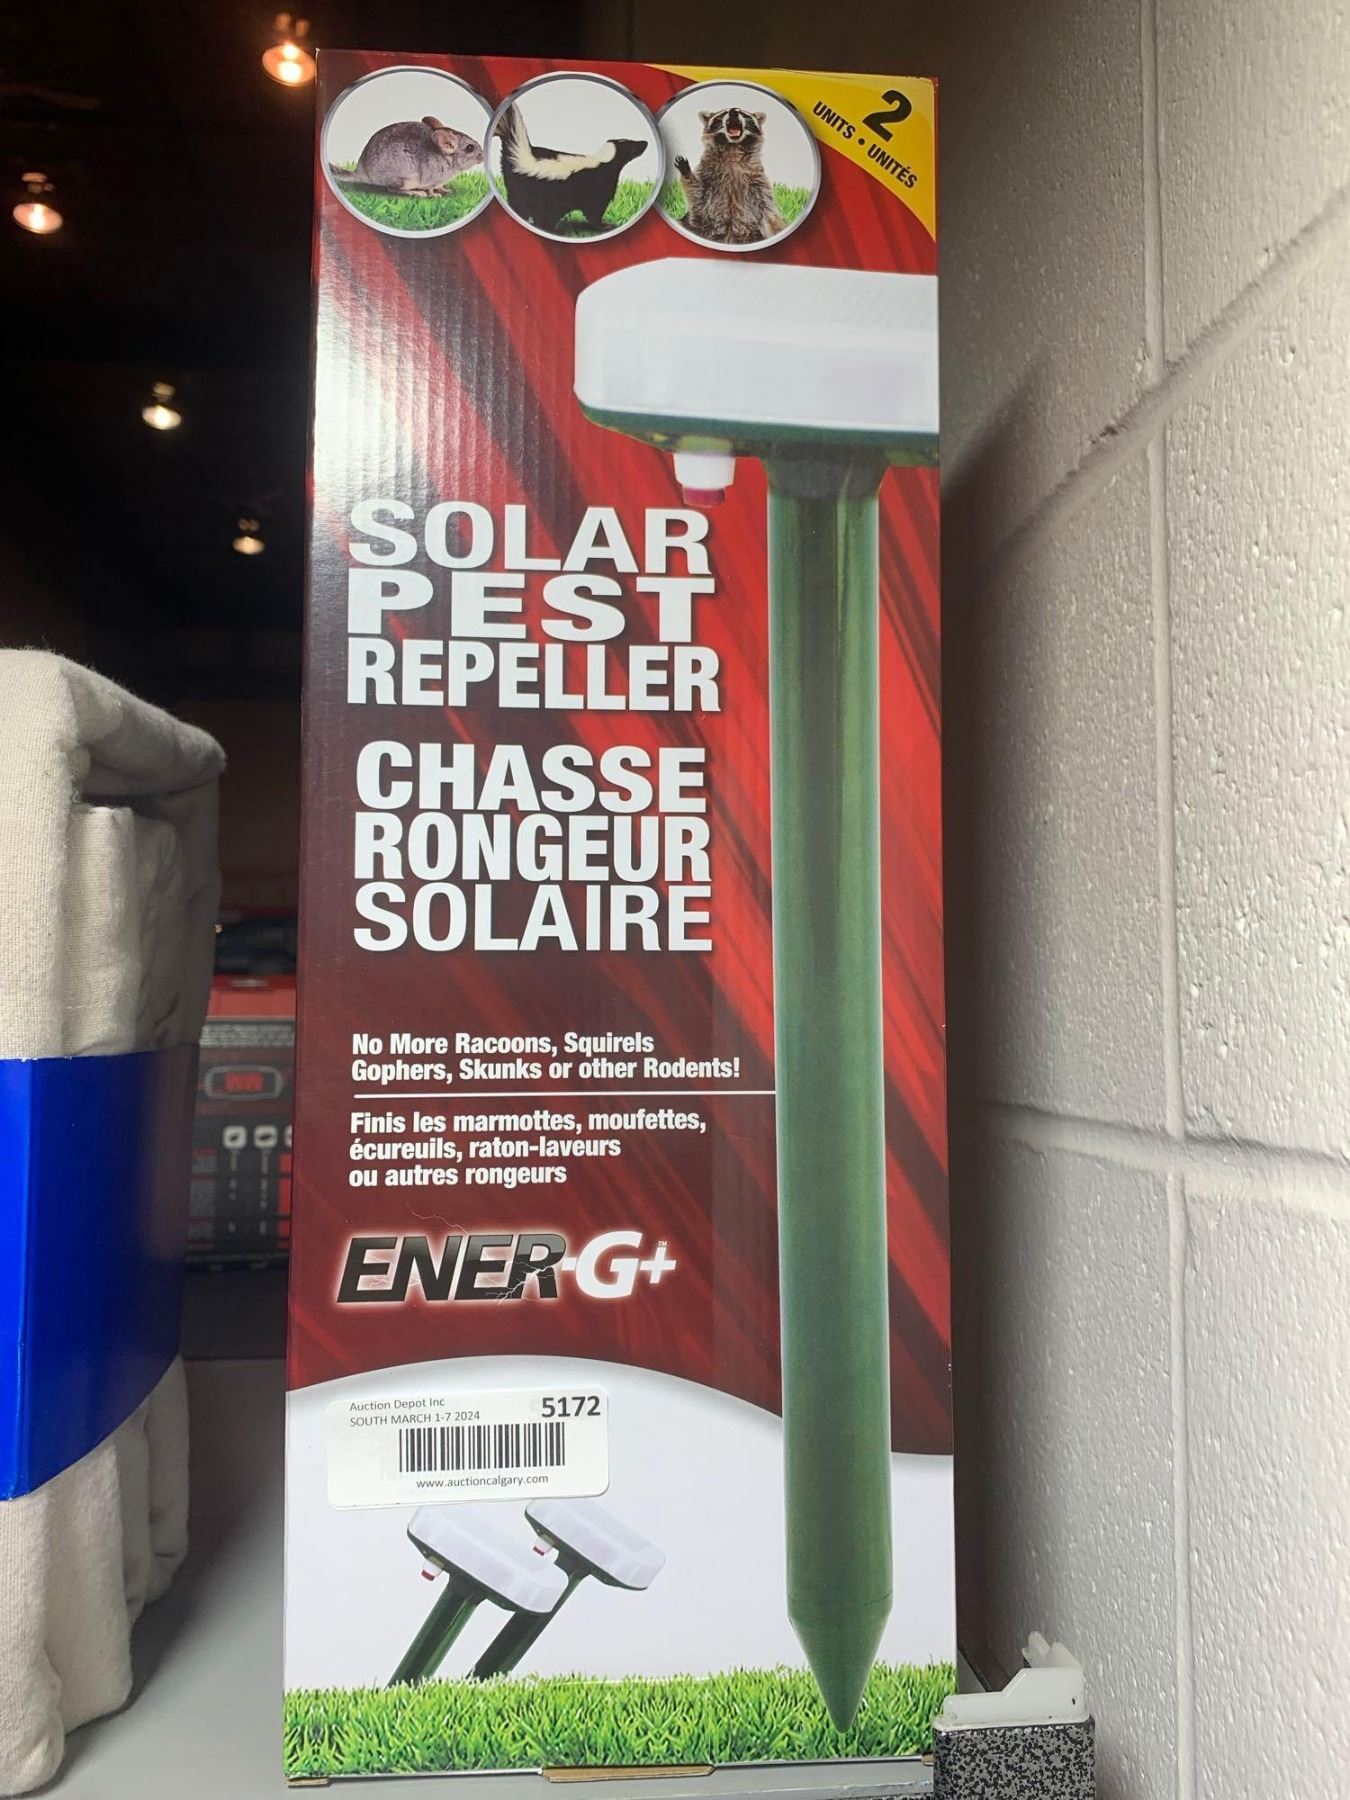 2
UNITS • UNITÉS
SOLAR
PEST
REPELLER
CHASSE
RONGEUR
SOLAIRE
No More Racoons, Squirels
Gophers, Skunks or other Rodents!
Finis les marmottes, moufettes,
écureuils, raton-laveurs
ou autres rongeurs
ENER-G+™
Auction Depot Inc
5172
SOUTH MARCH 1-7 2024
www.auctioncalgary.com